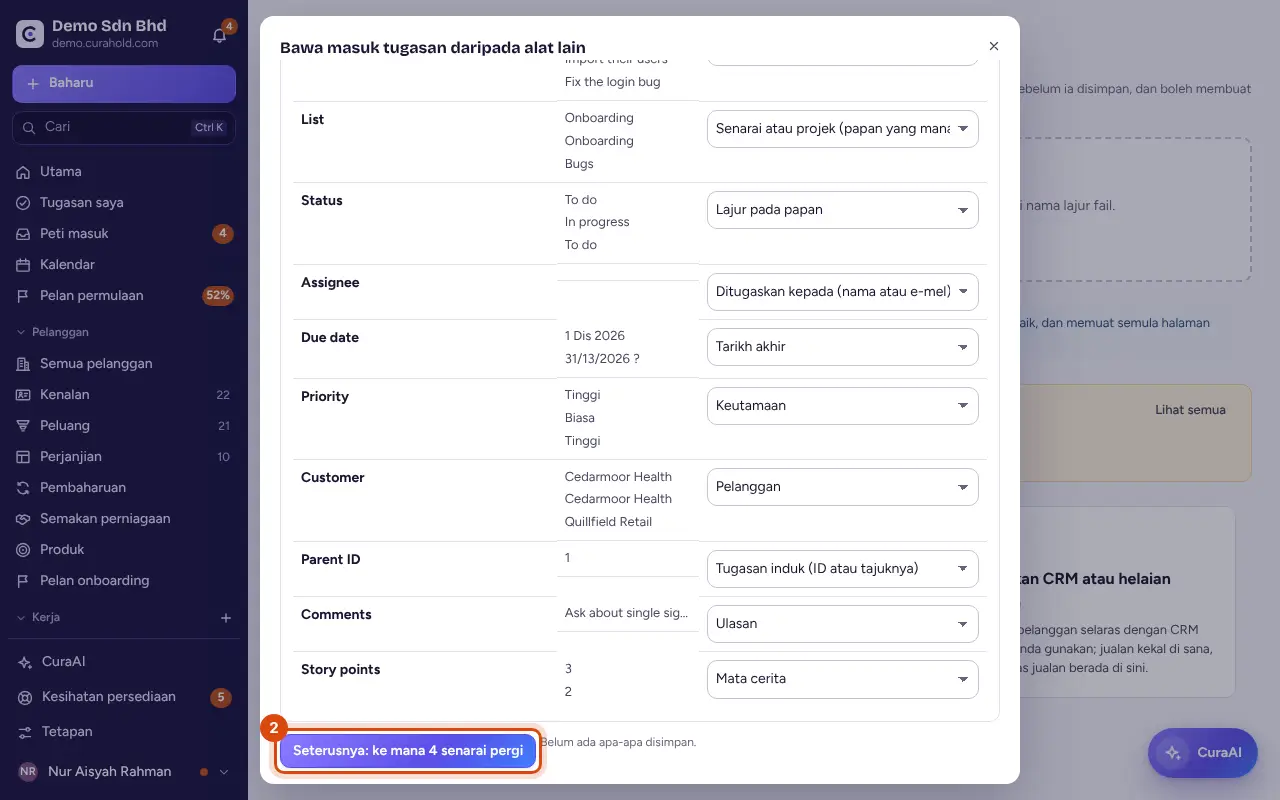 Demo Sdn Bhd
demo.curahold.com
4
Baharu
Cari
Ctrl K
Utama
Tugasan saya
Peti masuk
4
Kalendar
Pelan permulaan
52%
Pelanggan
Semua pelanggan
Kenalan
22
Peluang
21
Perjanjian
10
Pembaharuan
Semakan perniagaan
Produk
Pelan onboarding
Kerja
CuraAI
Kesihatan persediaan
5
Tetapan
NR
Nur Aisyah Rahman
Bawa masuk tugasan daripada alat lain
Import their users
Fix the login bug
List
Onboarding
Onboarding
Bugs
Senarai atau projek (papan yang mana
Status
To do
In progress
To do
Lajur pada papan
Assignee
Ditugaskan kepada (nama atau e-mel)
Due date
1 Dis 2026
31/13/2026 ?
Tarikh akhir
Priority
Tinggi
Biasa
Tinggi
Keutamaan
Customer
Cedarmoor Health
Cedarmoor Health
Quillfield Retail
Pelanggan
Parent ID
1
Tugasan induk (ID atau tajuknya)
Comments
Ask about single sig...
Ulasan
Story points
3
2
Mata cerita
2
Seterusnya: ke mana 4 senarai pergi
Belum ada apa-apa disimpan.
ebelum ia disimpan, dan boleh membuat
i nama lajur fail.
aik, dan memuat semula halaman
Lihat semua
kan CRM atau helaian
pelanggan selaras dengan CRM
nda gunakan; jualan kekal di sana,
s jualan berada di sini.
CuraAI